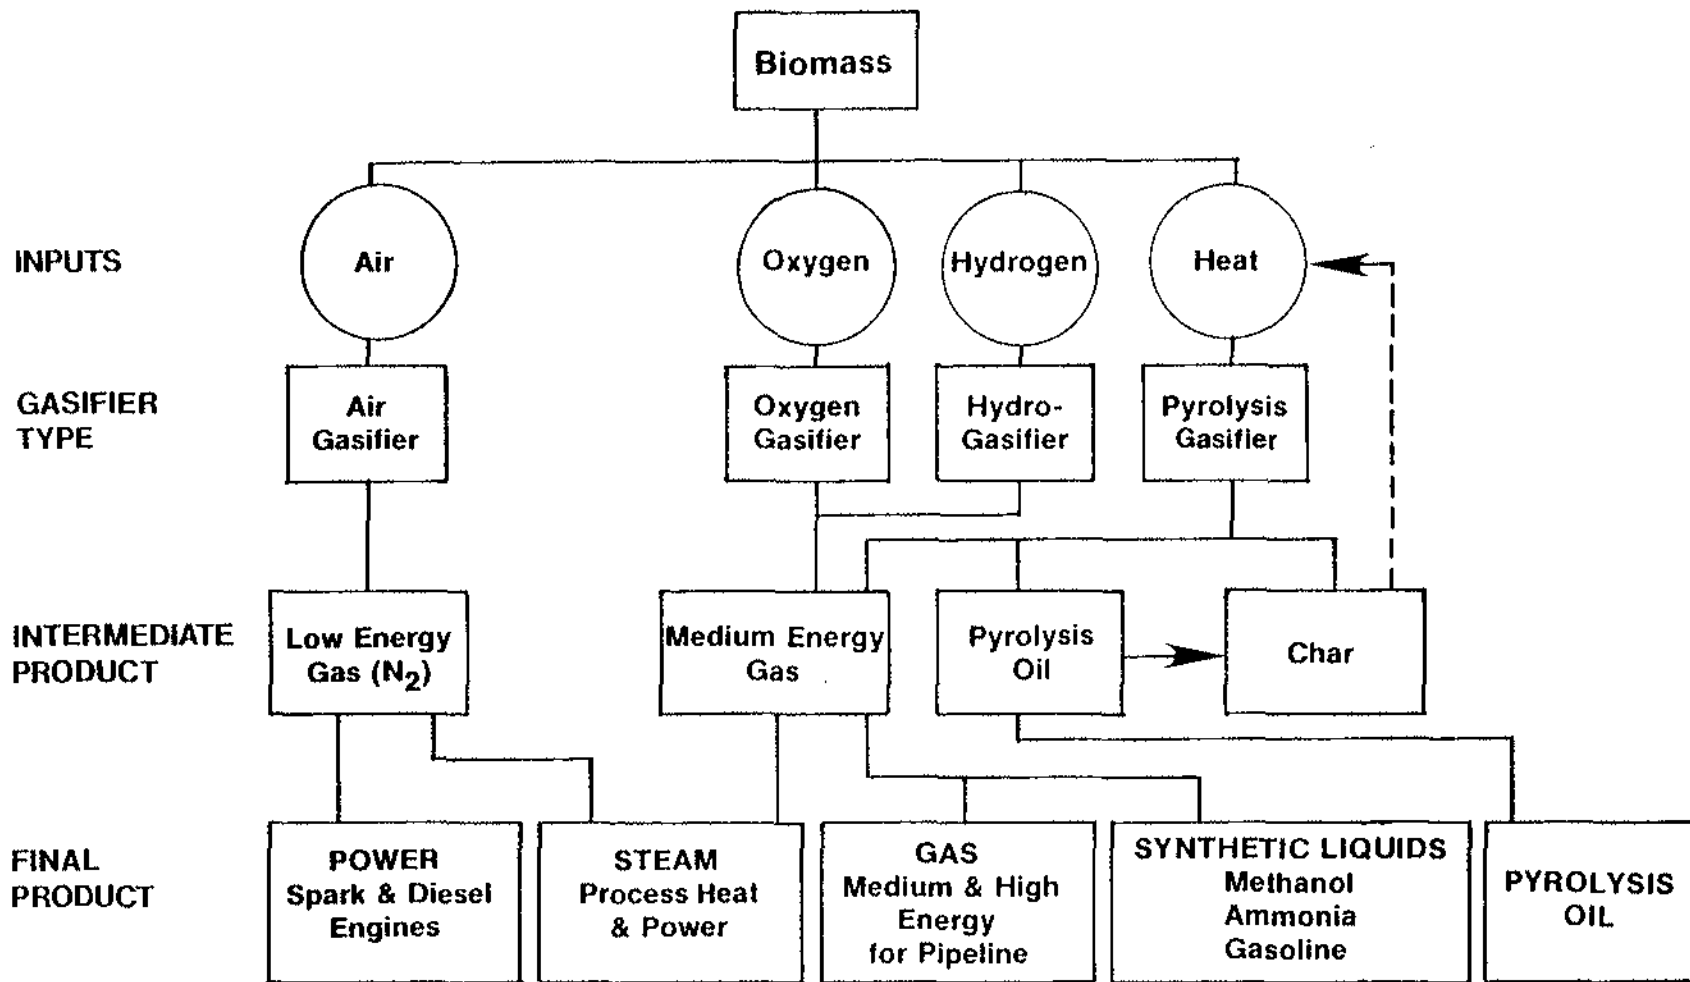 Biomass
INPUTS
Air
Oxygen
Hydrogen
Heat
GASIFIER
TYPE
Air
Gasifier
Oxygen
Gasifier
Hydro-
Gasifier
Pyrolysis
Gasifier
INTERMEDIATE
PRODUCT
Low Energy
Gas (N2)
Medium Energy
Gas
Pyrolysis
Oil
Char
FINAL
PRODUCT
POWER
Spark & Diesel
Engines
STEAM
Process Heat
& Power
GAS
Medium & High
Energy
for Pipeline
SYNTHETIC LIQUIDS
Methanol
Ammonia
Gasoline
PYROLYSIS
OIL